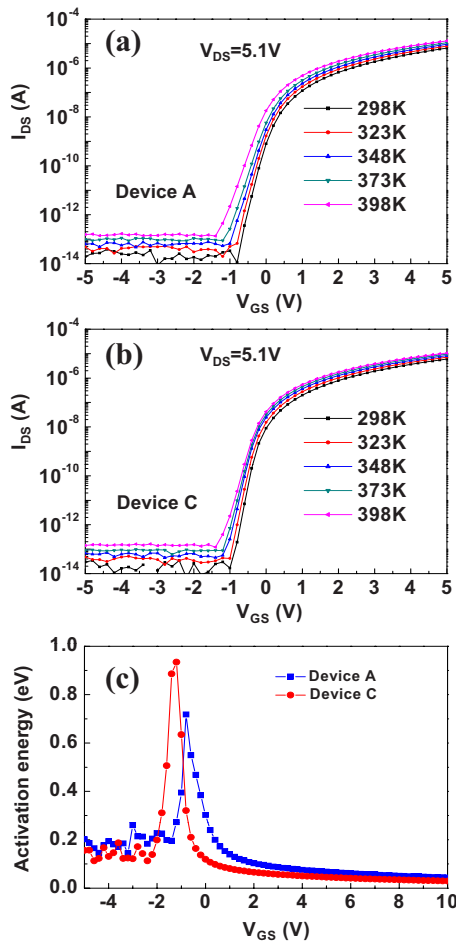 (a)
V_DS=5.1V
298K
323K
348K
373K
398K
Device A
I_DS (A)
10^-4
10^-6
10^-8
10^-10
10^-12
10^-14
-5 -4 -3 -2 -1 0 1 2 3 4 5
V_GS (V)
(b)
V_DS=5.1V
298K
323K
348K
373K
398K
Device C
I_DS (A)
10^-4
10^-6
10^-8
10^-10
10^-12
10^-14
-5 -4 -3 -2 -1 0 1 2 3 4 5
V_GS (V)
(c)
Device A
Device C
Activation energy (eV)
1.0
0.8
0.6
0.4
0.2
0.0
-4 -2 0 2 4 6 8 10
V_GS (V)